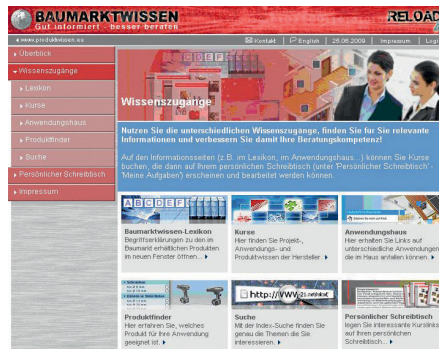 BAUMARKTWISSEN
Gut informiert - besser beraten
RELOAD
www.produktwissen.eu
Kontakt | English | 25.06.2009 | Impressum | Logi
Überblick
Wissenszugänge
Lexikon
Kurse
Anwendungshaus
Produktfinder
Suche
Persönlicher Schreibtisch
Impressum
Wissenszugänge
Nutzen Sie die unterschiedlichen Wissenszugänge, finden Sie für Sie relevante
Informationen und verbessern Sie damit Ihre Beratungskompetenz!
Auf den Informationsseiten (z.B. im Lexikon, im Anwendungshaus...) können Sie Kurse
buchen, die dann auf Ihrem persönlichen Schreibtisch (unter 'Persönlicher Schreibtisch' -
'Meine Aufgaben') erscheinen und bearbeitet werden können.
A B C D E F
Baumarktwissen-Lexikon
Begriffserklärungen zu den im
Baumarkt erhältlichen Produkten
im neuen Fenster öffnen...
Kurse
Hier finden Sie Projekt-,
Anwendungs- und
Produktwissen der Hersteller.
Anwendungshaus
Hier erhalten Sie Links auf
unterschiedliche Anwendungen
die im Haus anfallen können.
Produktfinder
Hier erfahren Sie, welches
Produkt für Ihre Anwendung
geeignet ist.
http://www
Suche
Mit der Index-Suche finden Sie
genau die Themen die Sie
interessieren.
Persönlicher Schreibtisch
legen Sie interessante Kurslinks
auf Ihren persönlichen
Schreibtisch...